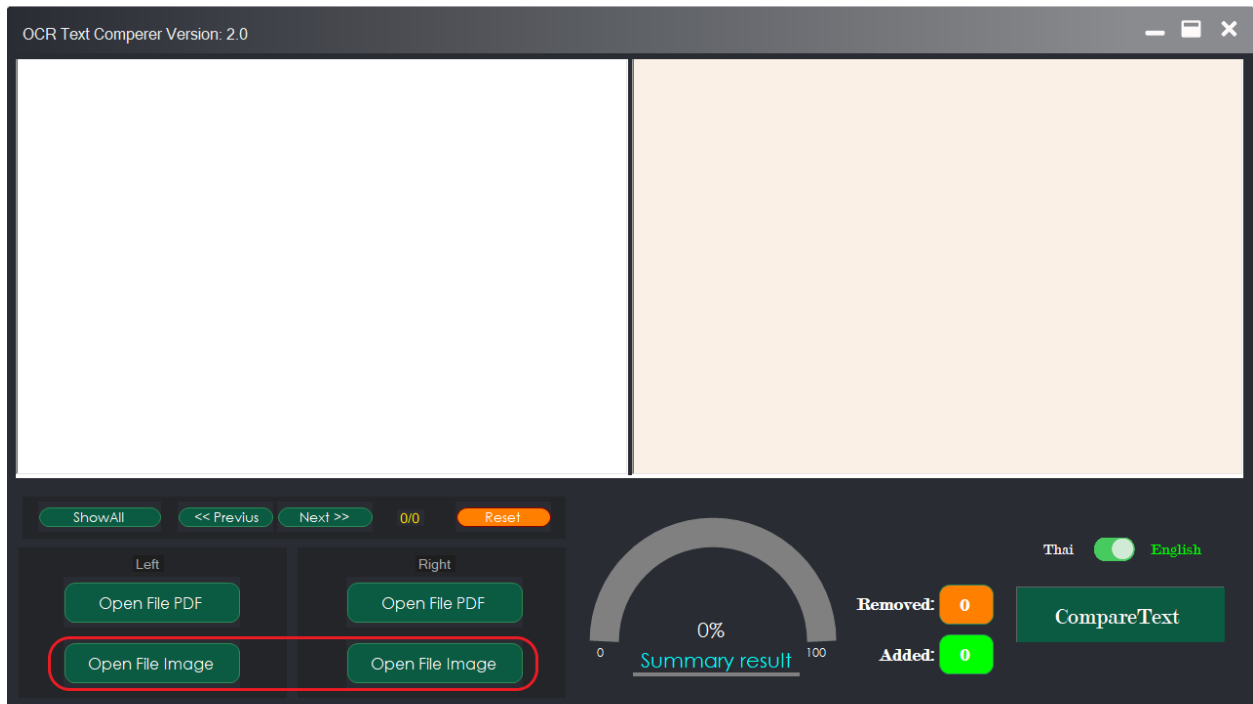 OCR Text Comperer Version: 2.0
ShowAll << Previus Next >> 0/0 Reset
Left Right
Open File PDF Open File PDF
Open File Image Open File Image
0%
0 100
Summary result
Removed: 0
Added: 0
Thai English
CompareText